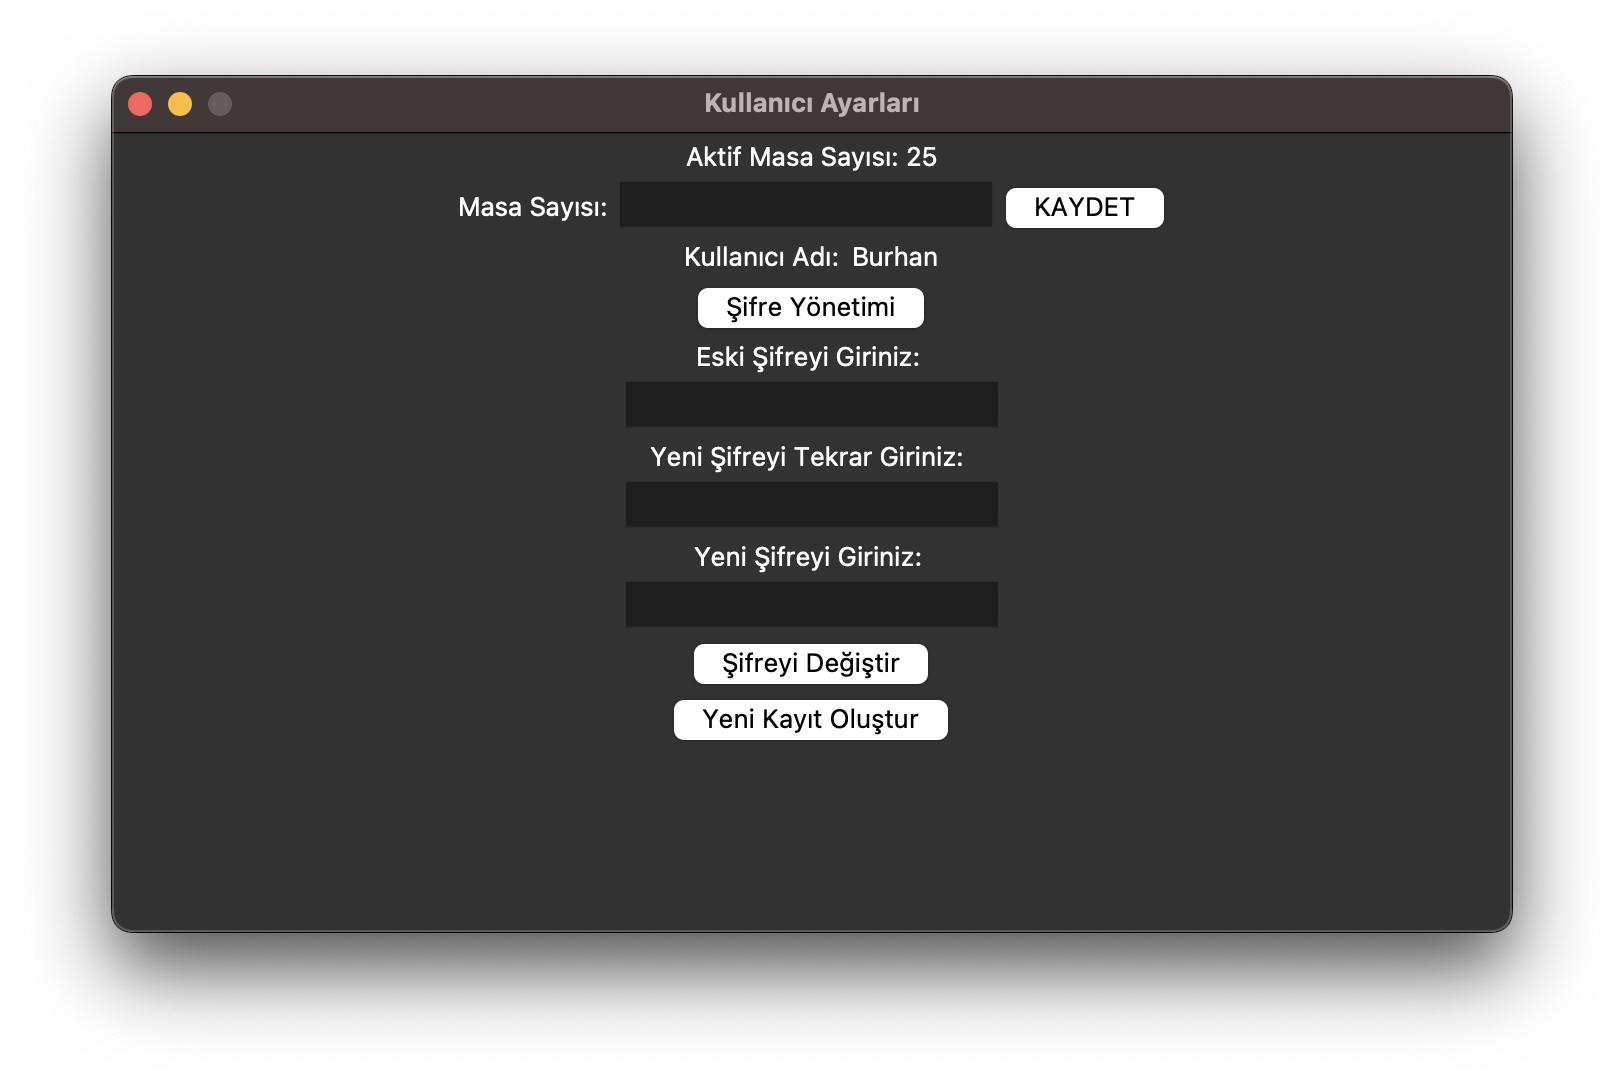 Kullanıcı Ayarları
Aktif Masa Sayısı: 25
Masa Sayısı: KAYDET
Kullanıcı Adı: Burhan
Şifre Yönetimi
Eski Şifreyi Giriniz:
Yeni Şifreyi Tekrar Giriniz:
Yeni Şifreyi Giriniz:
Şifreyi Değiştir
Yeni Kayıt Oluştur